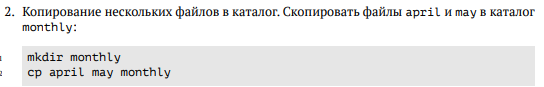 2. Копирование нескольких файлов в каталог. Скопировать файлы april и may в каталог
monthly:
1 mkdir monthly
2 cp april may monthly